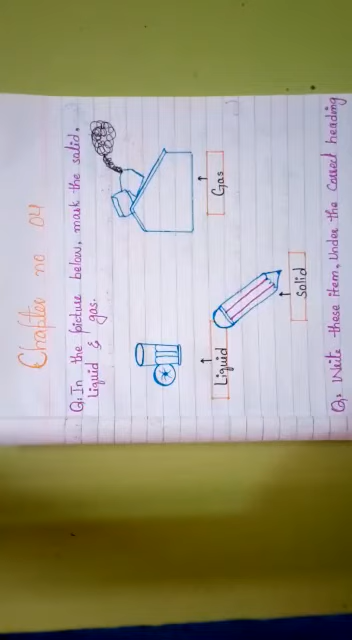 Chapter no 04
Q: In the picture below, mark the solid,
Liquid & gas.
Liquid
Gas
Solid
Q: Write these item, Under the Correct heading